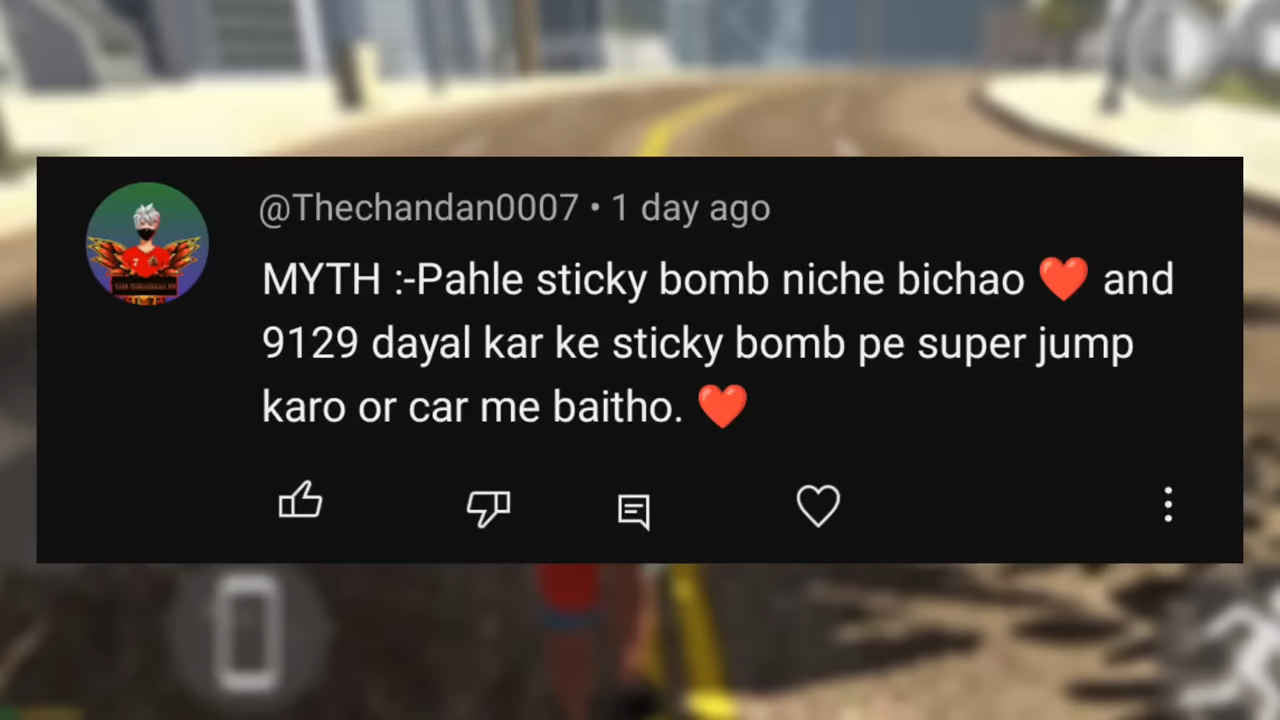 @Thechandan0007 • 1 day ago
MYTH :-Pahle sticky bomb niche bichao ❤️ and
9129 dayal kar ke sticky bomb pe super jump
karo or car me baitho. ❤️